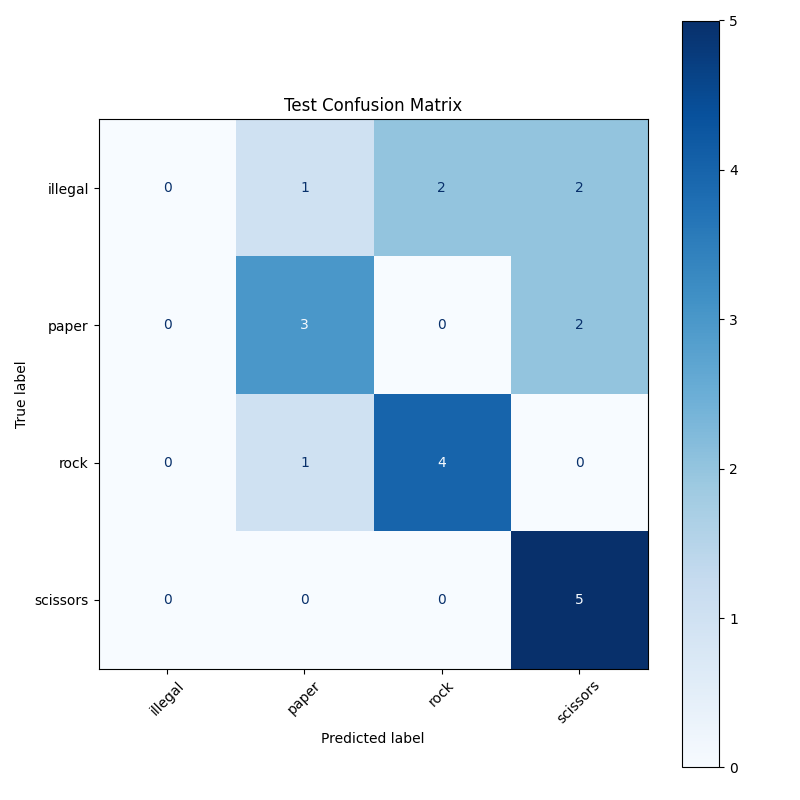 Test Confusion Matrix
5
4
3
2
1
0
True label
illegal
0 1 2 2
paper
0 3 0 2
rock
0 1 4 0
scissors
0 0 0 5
illegal paper rock scissors
Predicted label